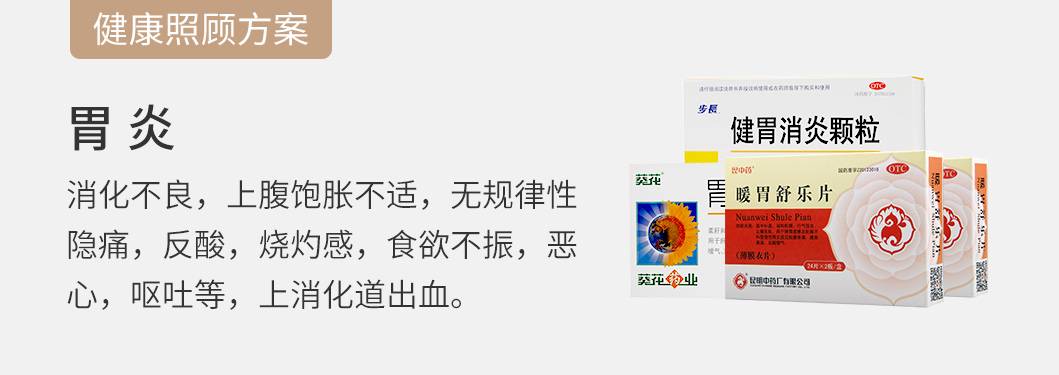 健康照顾方案
胃炎
消化不良，上腹饱胀不适，无规律性
隐痛，反酸，烧灼感，食欲不振，恶
心，呕吐等，上消化道出血。
OTC
步长
健胃消炎颗粒
葵花
胃
葵花药业
昆中药
OTC
暖胃舒乐片
Nuanwei Shule Pian
(薄膜衣片)
24片×2板/盒
昆明中药厂有限公司